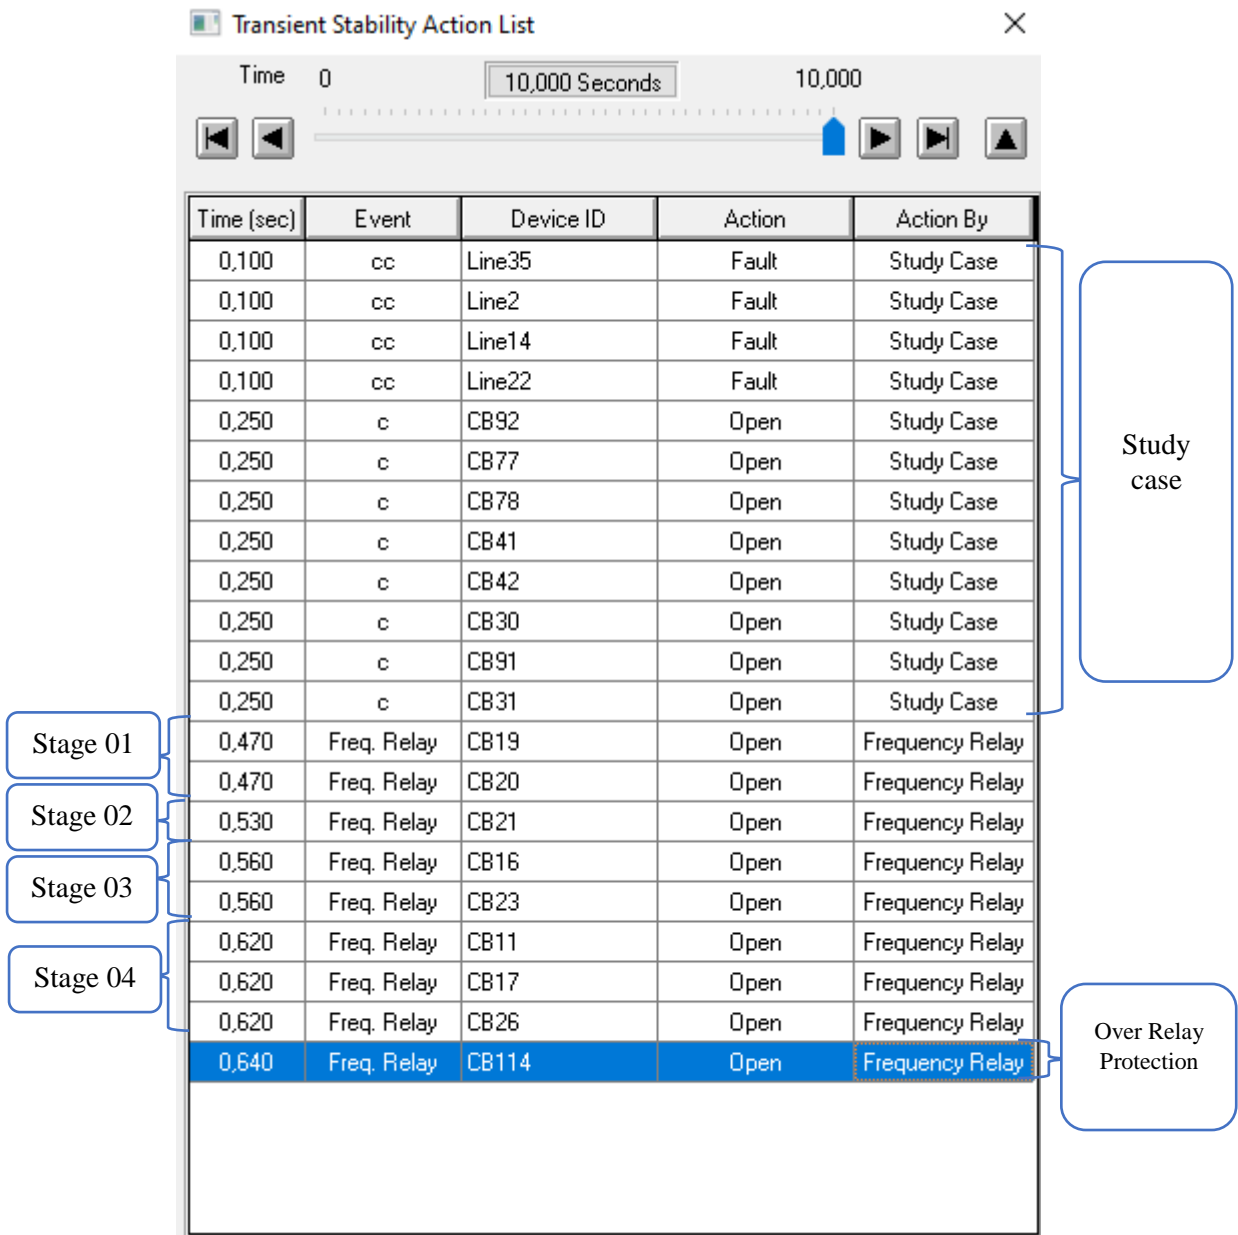 Transient Stability Action List
Time 0 10,000 Seconds 10,000
Time (sec) Event Device ID Action Action By
0,100 cc Line35 Fault Study Case
0,100 cc Line2 Fault Study Case
0,100 cc Line14 Fault Study Case
0,100 cc Line22 Fault Study Case
0,250 c CB92 Open Study Case
0,250 c CB77 Open Study Case
0,250 c CB78 Open Study Case
0,250 c CB41 Open Study Case
0,250 c CB42 Open Study Case
0,250 c CB30 Open Study Case
0,250 c CB91 Open Study Case
0,250 c CB31 Open Study Case
0,470 Freq. Relay CB19 Open Frequency Relay
0,470 Freq. Relay CB20 Open Frequency Relay
0,530 Freq. Relay CB21 Open Frequency Relay
0,560 Freq. Relay CB16 Open Frequency Relay
0,560 Freq. Relay CB23 Open Frequency Relay
0,620 Freq. Relay CB11 Open Frequency Relay
0,620 Freq. Relay CB17 Open Frequency Relay
0,620 Freq. Relay CB26 Open Frequency Relay
0,640 Freq. Relay CB114 Open Frequency Relay
Study
case
Stage 01
Stage 02
Stage 03
Stage 04
Over Relay
Protection